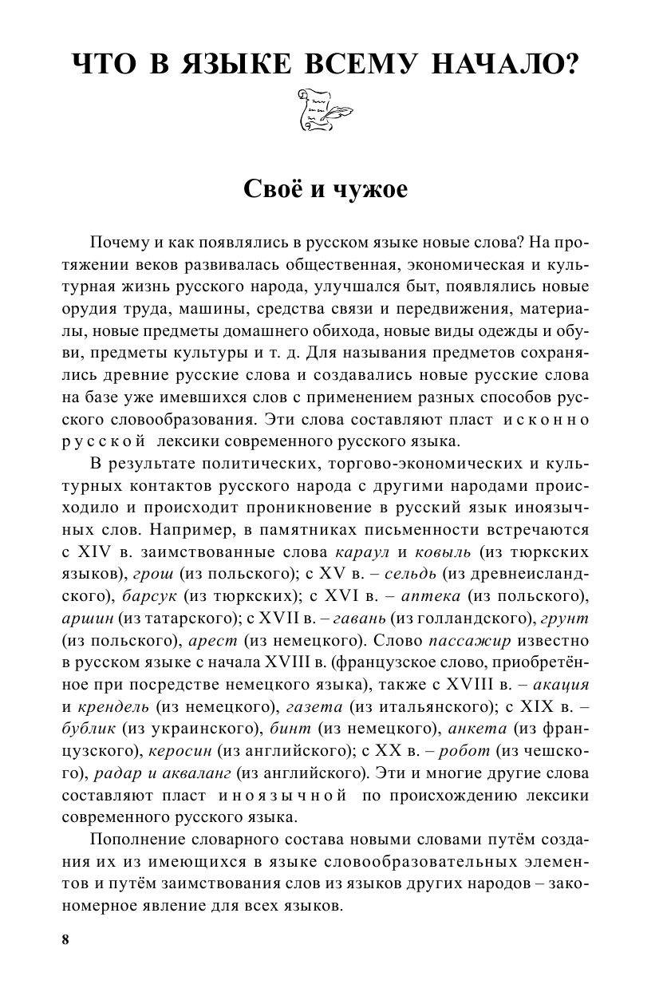 ЧТО В ЯЗЫКЕ ВСЕМУ НАЧАЛО?
Своё и чужое
Почему и как появлялись в русском языке новые слова? На про-
тяжении веков развивалась общественная, экономическая и куль-
турная жизнь русского народа, улучшался быт, появлялись новые
орудия труда, машины, средства связи и передвижения, материа-
лы, новые предметы домашнего обихода, новые виды одежды и обу-
ви, предметы культуры и т. д. Для называния предметов сохраня-
лись древние русские слова и создавались новые русские слова
на базе уже имевшихся слов с применением разных способов рус-
ского словообразования. Эти слова составляют пласт исконно
русской лексики современного русского языка.
В результате политических, торгово-экономических и куль-
турных контактов русского народа с другими народами проис-
ходило и происходит проникновение в русский язык иноязыч-
ных слов. Например, в памятниках письменности встречаются
с XIV в. заимствованные слова караул и ковыль (из тюркских
языков), грош (из польского); с XV в. – сельдь (из древнеисланд-
ского), барсук (из тюркских); с XVI в. – аптека (из польского),
аршин (из татарского); с XVII в. – гавань (из голландского), грунт
(из польского), арест (из немецкого). Слово пассажир известно
в русском языке с начала XVIII в. (французское слово, приобретён-
ное при посредстве немецкого языка), также с XVIII в. – акация
и крендель (из немецкого), газета (из итальянского); с XIX в. –
бублик (из украинского), бинт (из немецкого), анкета (из фран-
цузского), керосин (из английского); с XX в. – робот (из чешско-
го), радар и акваланг (из английского). Эти и многие другие слова
составляют пласт иноязычной по происхождению лексики
современного русского языка.
Пополнение словарного состава новыми словами путём созда-
ния их из имеющихся в языке словообразовательных элемен-
тов и путём заимствования слов из языков других народов – зако-
номерное явление для всех языков.
8